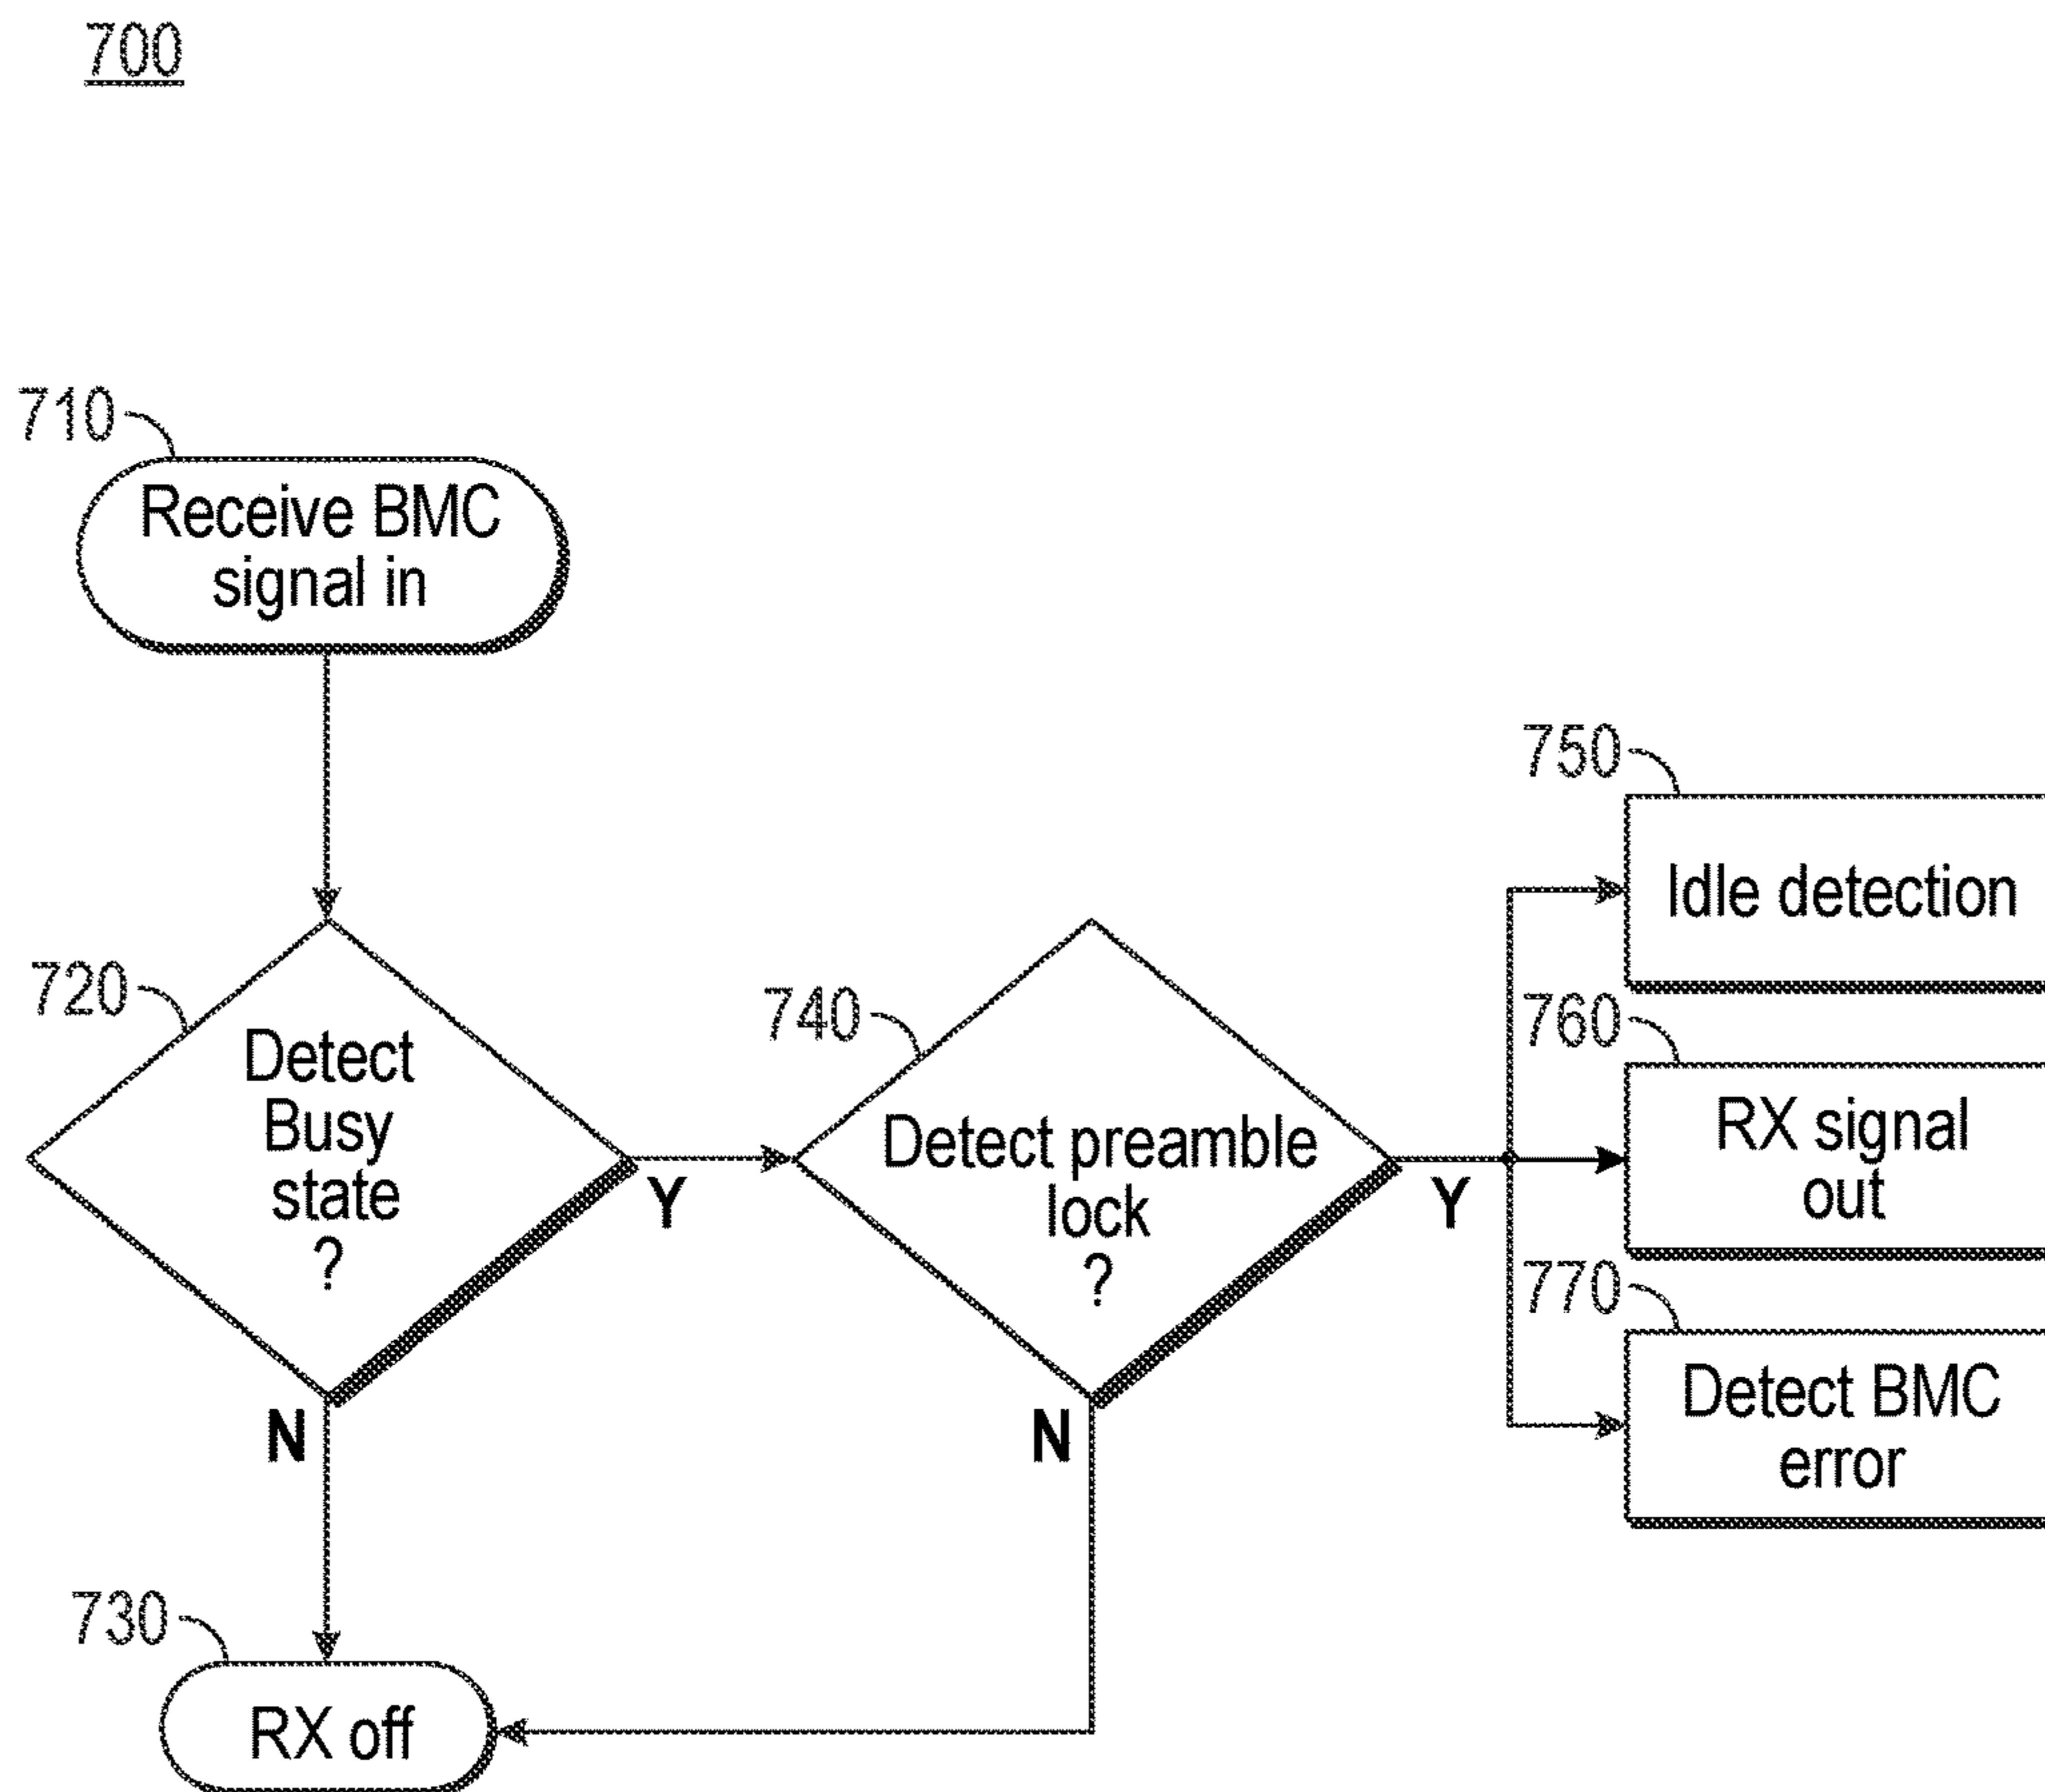 700
710
Receive BMC
signal in
720
Detect
Busy
state
?
Y
N
730
RX off
740
Detect preamble
lock
?
Y
N
750
Idle detection
760
RX signal
out
770
Detect BMC
error